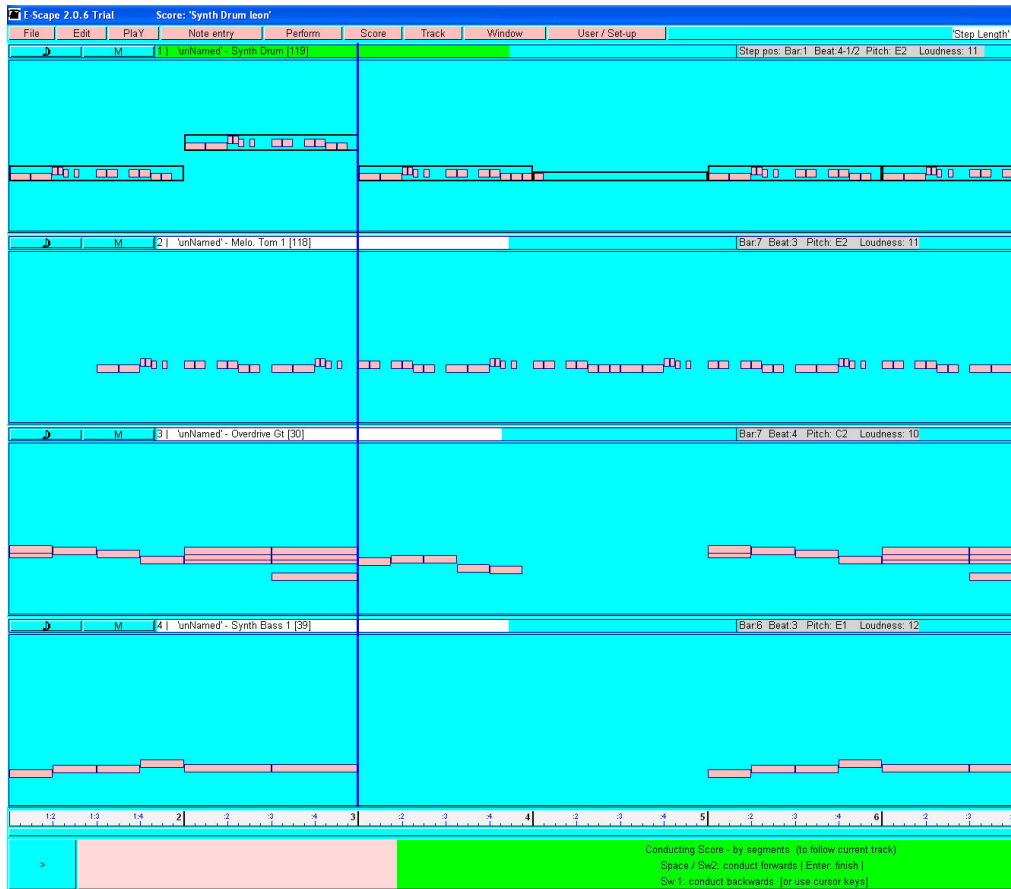 E-Scape 2.0.6 Trial Score: 'Synth Drum leon'
File Edit PlaY Note entry Perform Score Track Window User / Set-up 'Step Length'
M 1 | 'unNamed' - Synth Drum [119] Step pos: Bar:1 Beat:4-1/2 Pitch: E2 Loudness: 11
M 2 | 'unNamed' - Melo. Tom 1 [118] Bar:7 Beat:3 Pitch: E2 Loudness: 11
M 3 | 'unNamed' - Overdrive Gt [30] Bar:7 Beat:4 Pitch: C2 Loudness: 10
M 4 | 'unNamed' - Synth Bass 1 [39] Bar:6 Beat:3 Pitch: E1 Loudness: 12
1:2 1:3 1:4 2 :2 :3 :4 3 :2 :3 :4 4 :2 :3 :4 5 :2 :3 :4 6 :2 :3
> Conducting Score - by segments (to follow current track)
Space / Sw2: conduct forwards | Enter: finish |
Sw 1: conduct backwards [or use cursor keys]